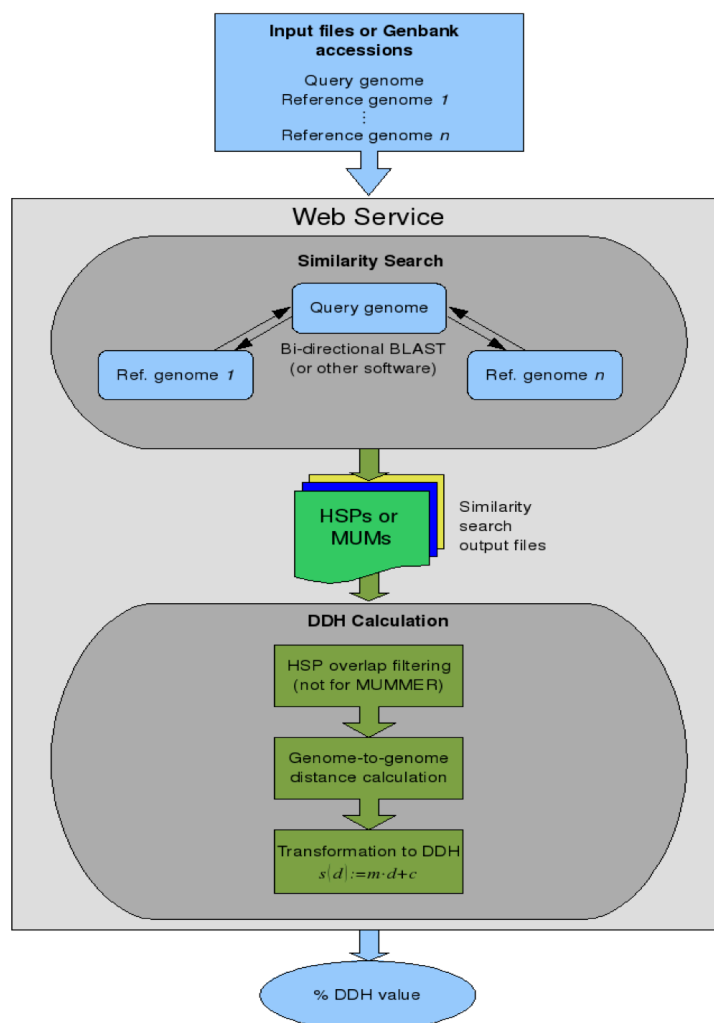 Input files or Genbank
accessions
Query genome
Reference genome 1
⋮
Reference genome n
Web Service
Similarity Search
Query genome
Bi-directional BLAST
(or other software)
Ref. genome 1
Ref. genome n
HSPs or
MUMs
Similarity
search
output files
DDH Calculation
HSP overlap filtering
(not for MUMMER)
Genome-to-genome
distance calculation
Transformation to DDH
s(d):=m·d+c
% DDH value